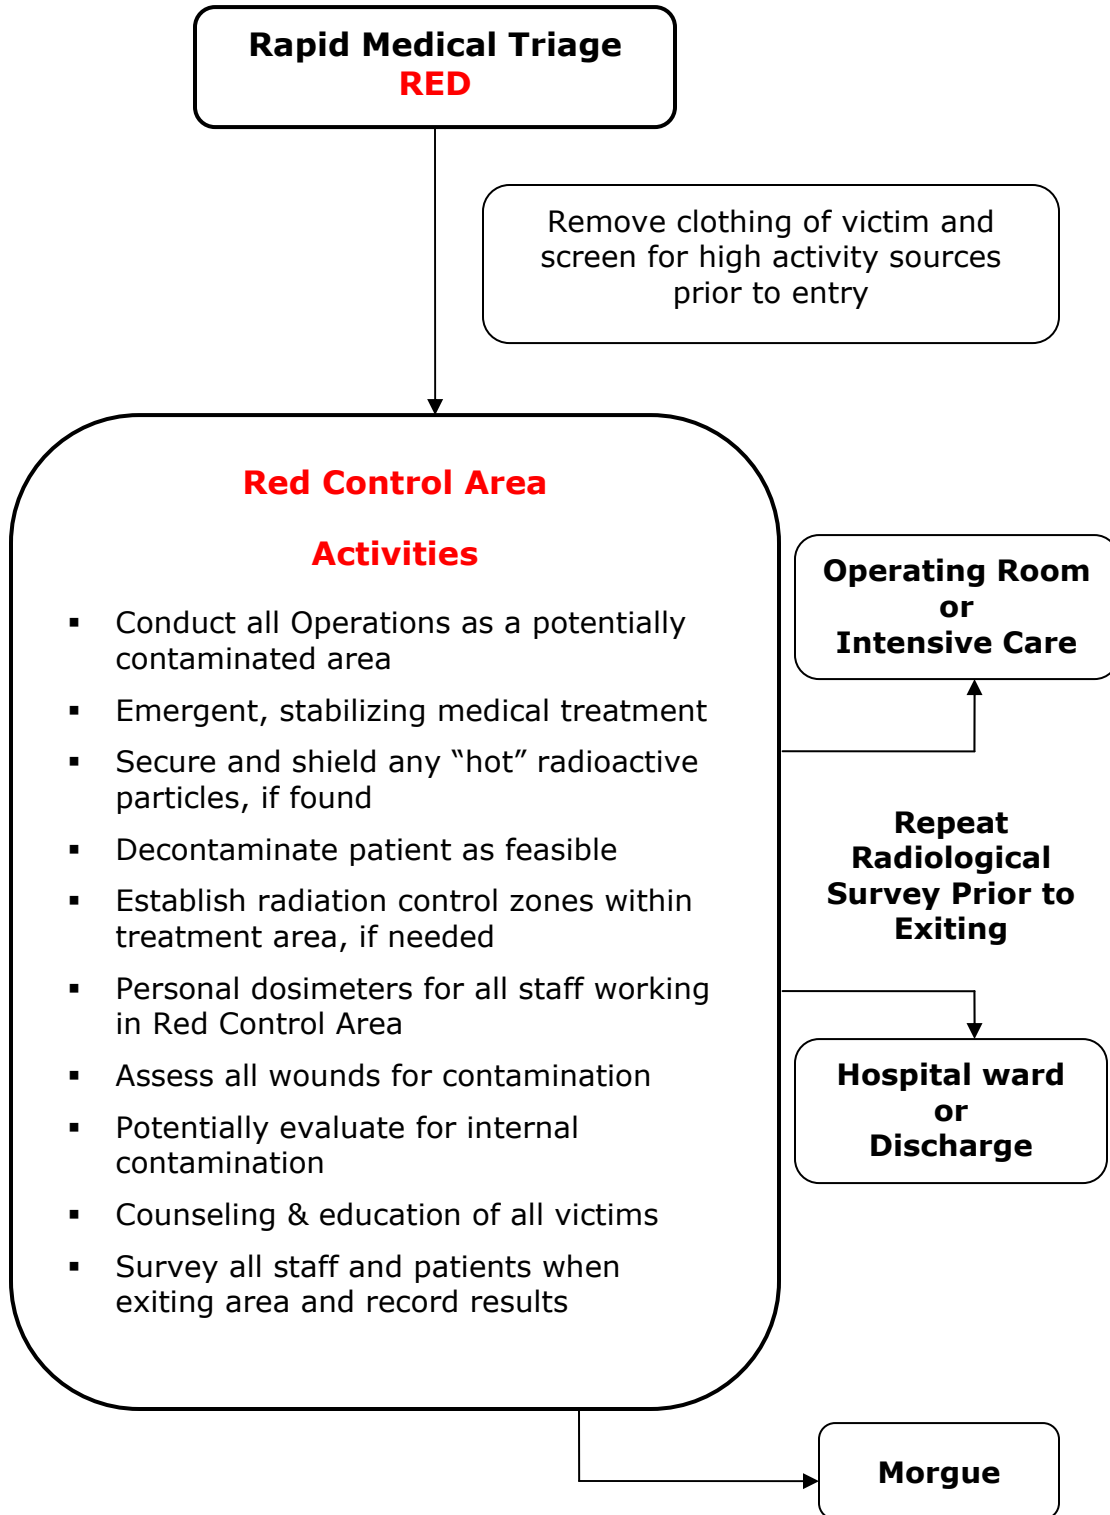 Rapid Medical Triage
RED
Remove clothing of victim and
screen for high activity sources
prior to entry
Red Control Area
Activities
▪ Conduct all Operations as a potentially
contaminated area
▪ Emergent, stabilizing medical treatment
▪ Secure and shield any “hot” radioactive
particles, if found
▪ Decontaminate patient as feasible
▪ Establish radiation control zones within
treatment area, if needed
▪ Personal dosimeters for all staff working
in Red Control Area
▪ Assess all wounds for contamination
▪ Potentially evaluate for internal
contamination
▪ Counseling & education of all victims
▪ Survey all staff and patients when
exiting area and record results
Operating Room
or
Intensive Care
Repeat
Radiological
Survey Prior to
Exiting
Hospital ward
or
Discharge
Morgue